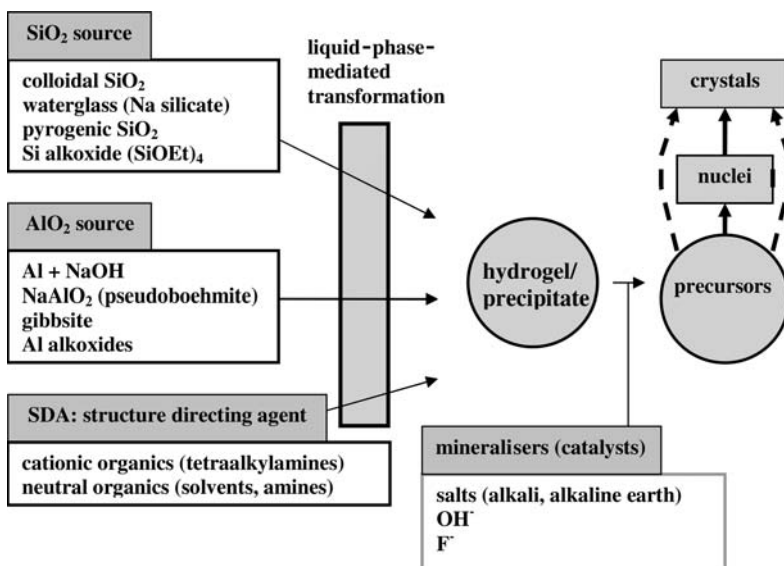 SiO₂ source
colloidal SiO₂
waterglass (Na silicate)
pyrogenic SiO₂
Si alkoxide (SiOEt)₄
AlO₂ source
Al + NaOH
NaAlO₂ (pseudoboehmite)
gibbsite
Al alkoxides
SDA: structure directing agent
cationic organics (tetraalkylamines)
neutral organics (solvents, amines)
liquid-phase-
mediated
transformation
hydrogel/
precipitate
mineralisers (catalysts)
salts (alkali, alkaline earth)
OH⁻
F⁻
crystals
nuclei
precursors